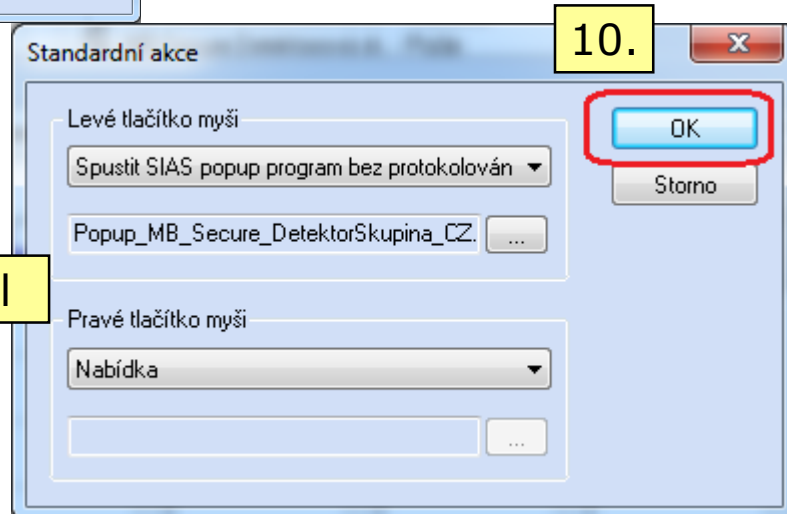 10.
Standardní akce
Levé tlačítko myši
OK
Spustit SIAS popup program bez protokolován
Storno
Popup_MB_Secure_DetektorSkupina_CZ.
...
l
Pravé tlačítko myši
Nabídka
...